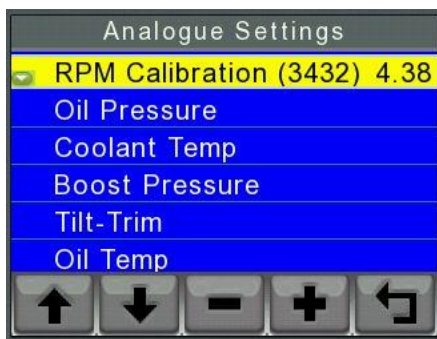 Analogue Settings
RPM Calibration (3432) 4.38
Oil Pressure
Coolant Temp
Boost Pressure
Tilt-Trim
Oil Temp